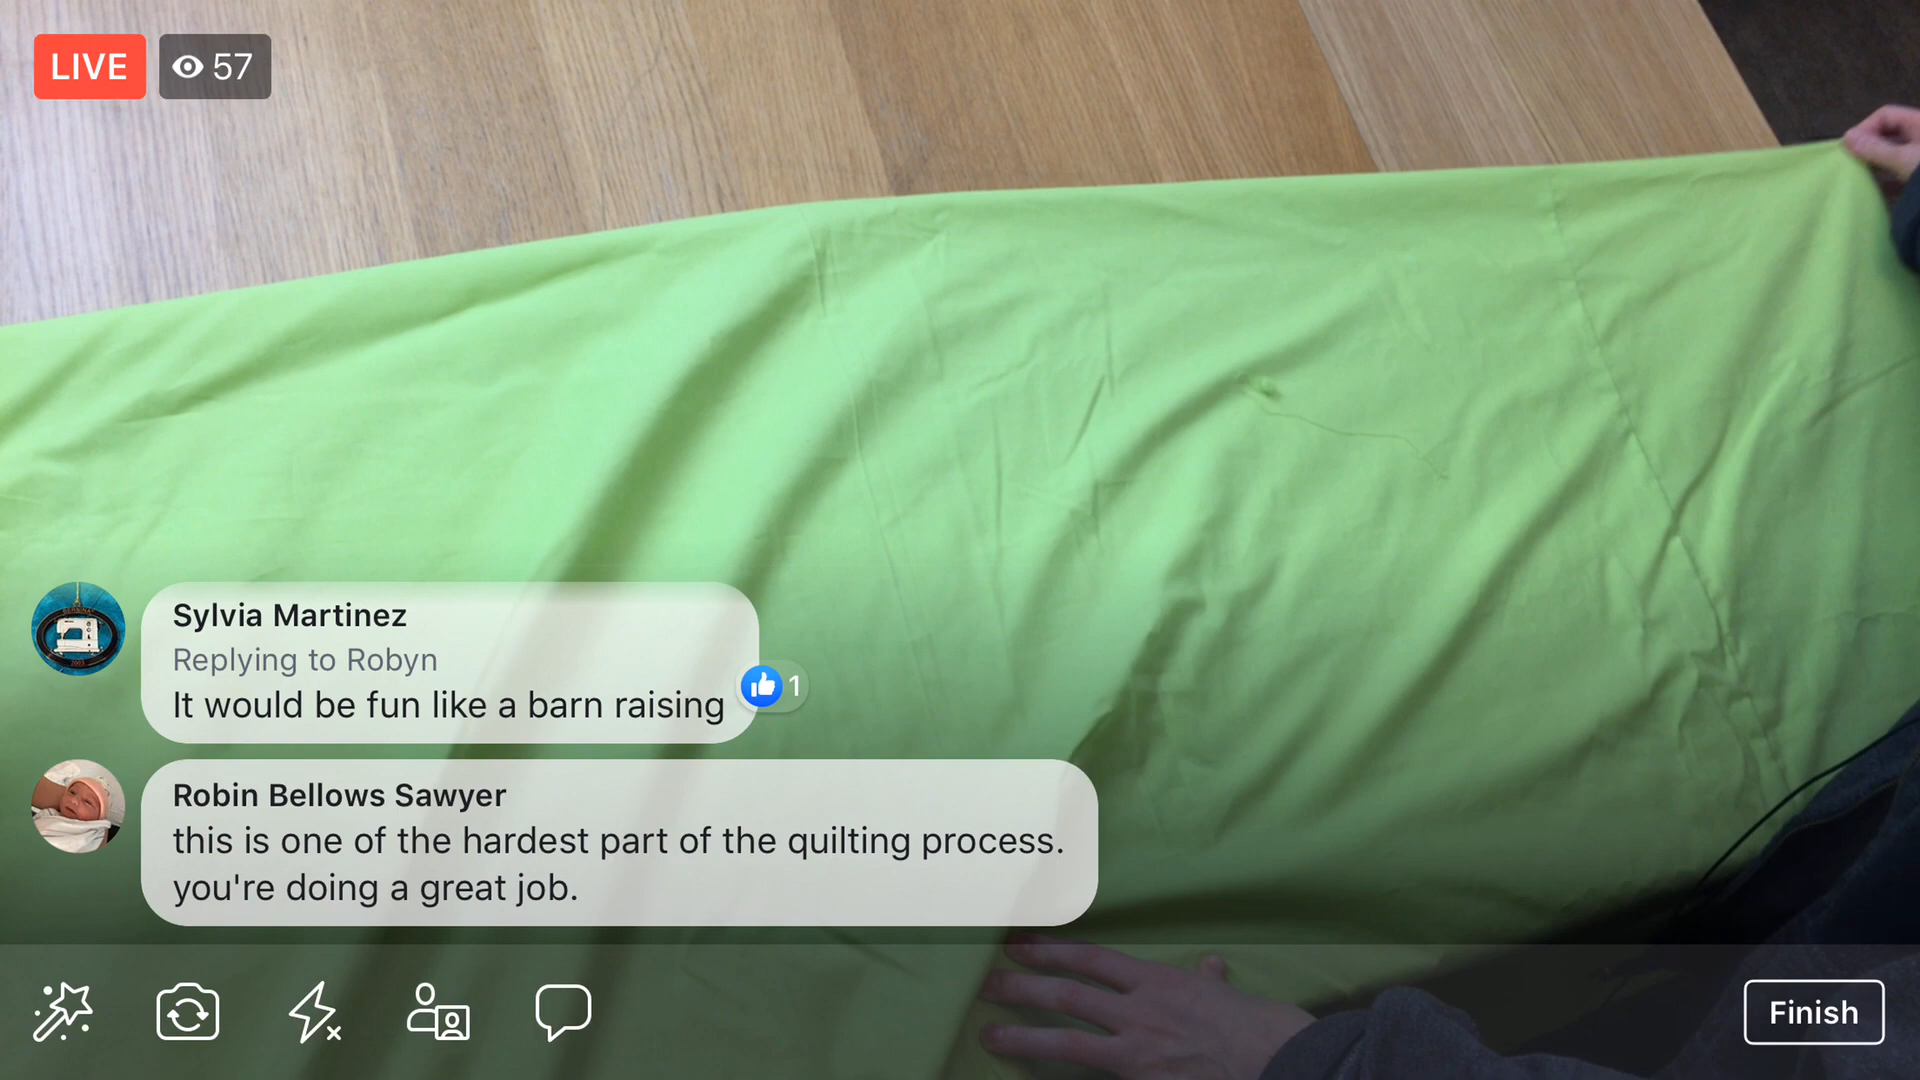 LIVE 57
Sylvia Martinez
Replying to Robyn
It would be fun like a barn raising
1
Robin Bellows Sawyer
this is one of the hardest part of the quilting process.
you're doing a great job.
Finish